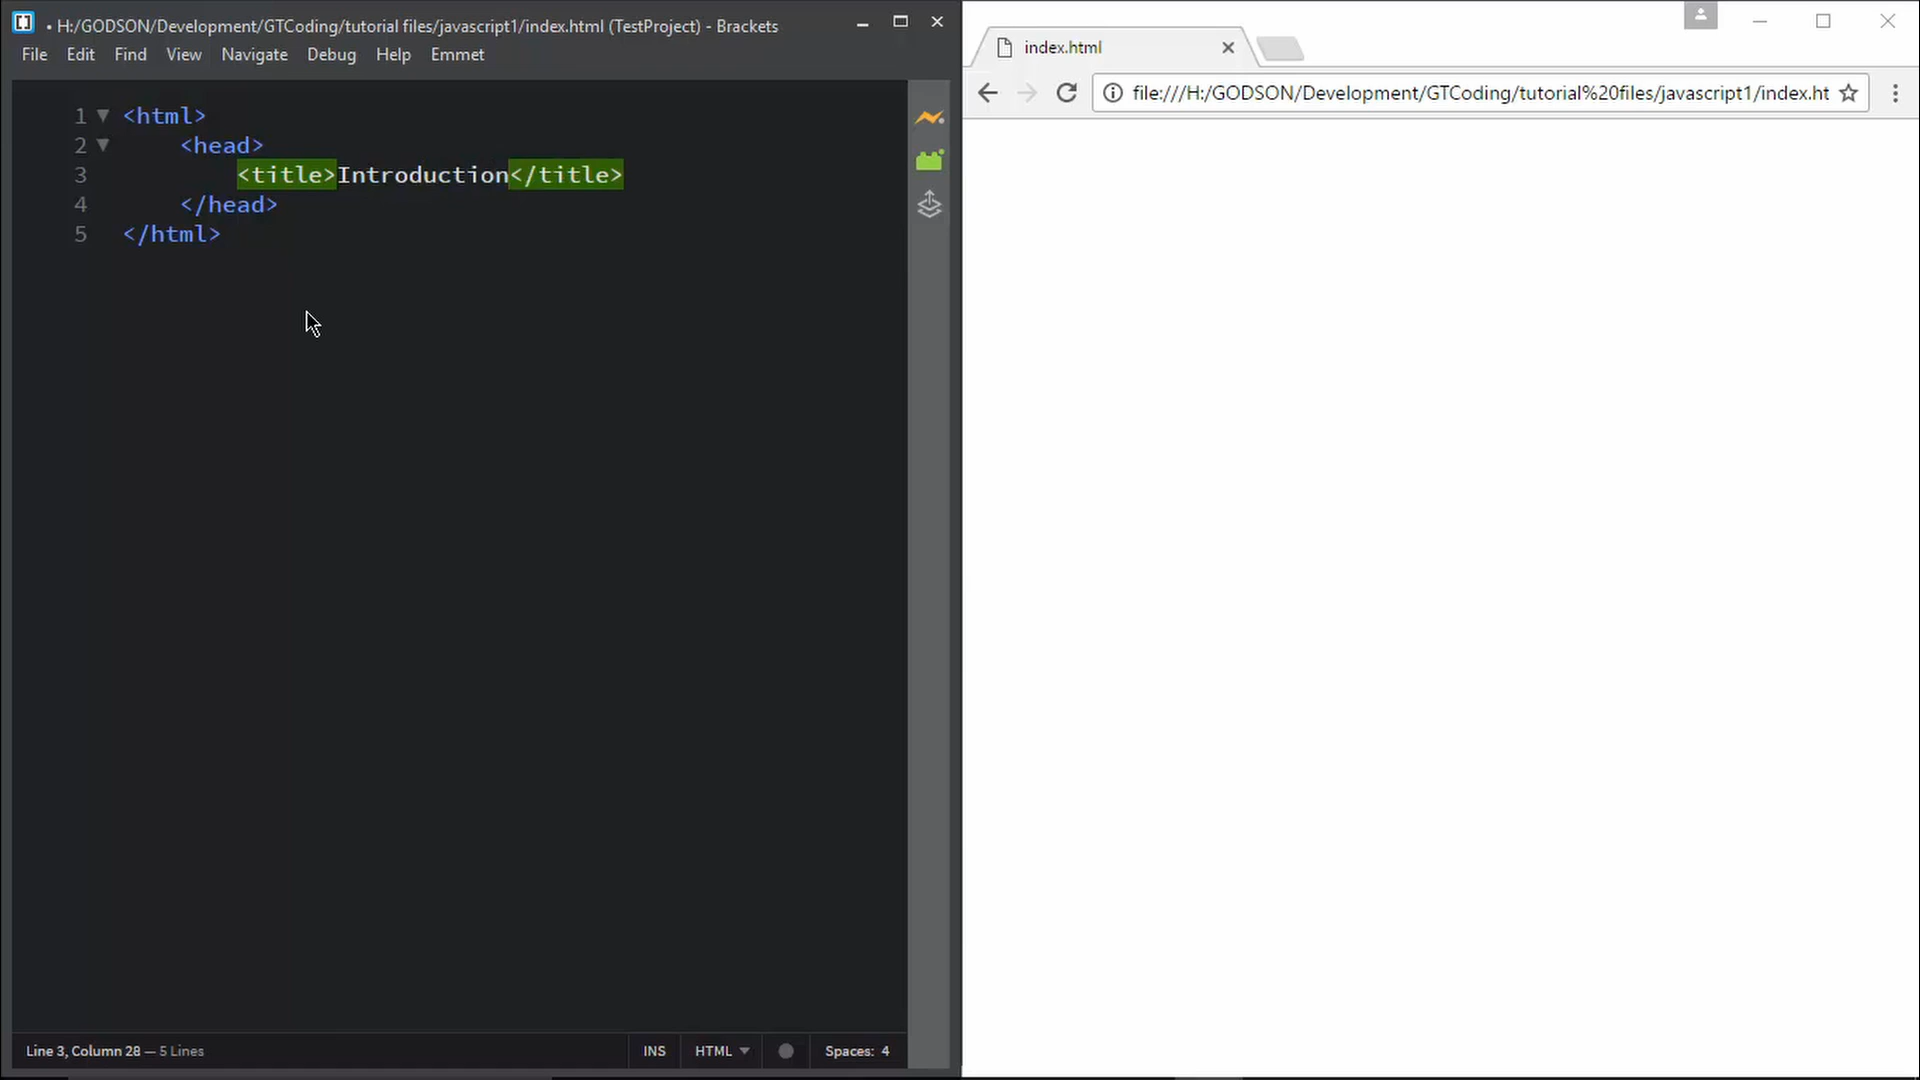 • H:/GODSON/Development/GTCoding/tutorial files/javascript1/index.html (TestProject) - Brackets
File Edit Find View Navigate Debug Help Emmet
1 <html>
2 <head>
3 <title>Introduction</title>
4 </head>
5 </html>
Line 3, Column 28 — 5 Lines
INS HTML Spaces: 4
index.html
file:///H:/GODSON/Development/GTCoding/tutorial%20files/javascript1/index.ht